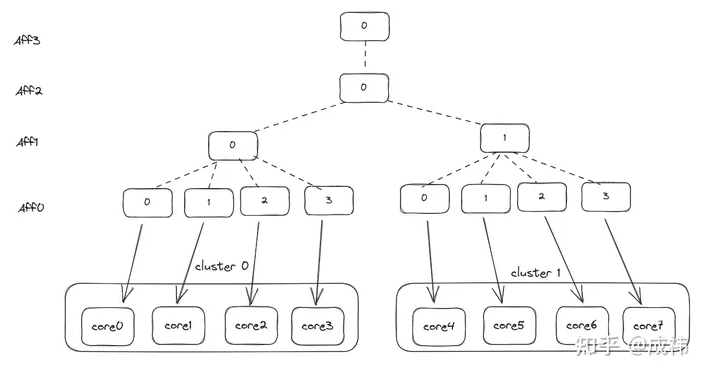 Aff3
0
Aff2
0
Aff1
0
1
Aff0
0 1 2 3
0 1 2 3
cluster 0
cluster 1
core0 core1 core2 core3
core4 core5 core6 core7
知乎 @成祎